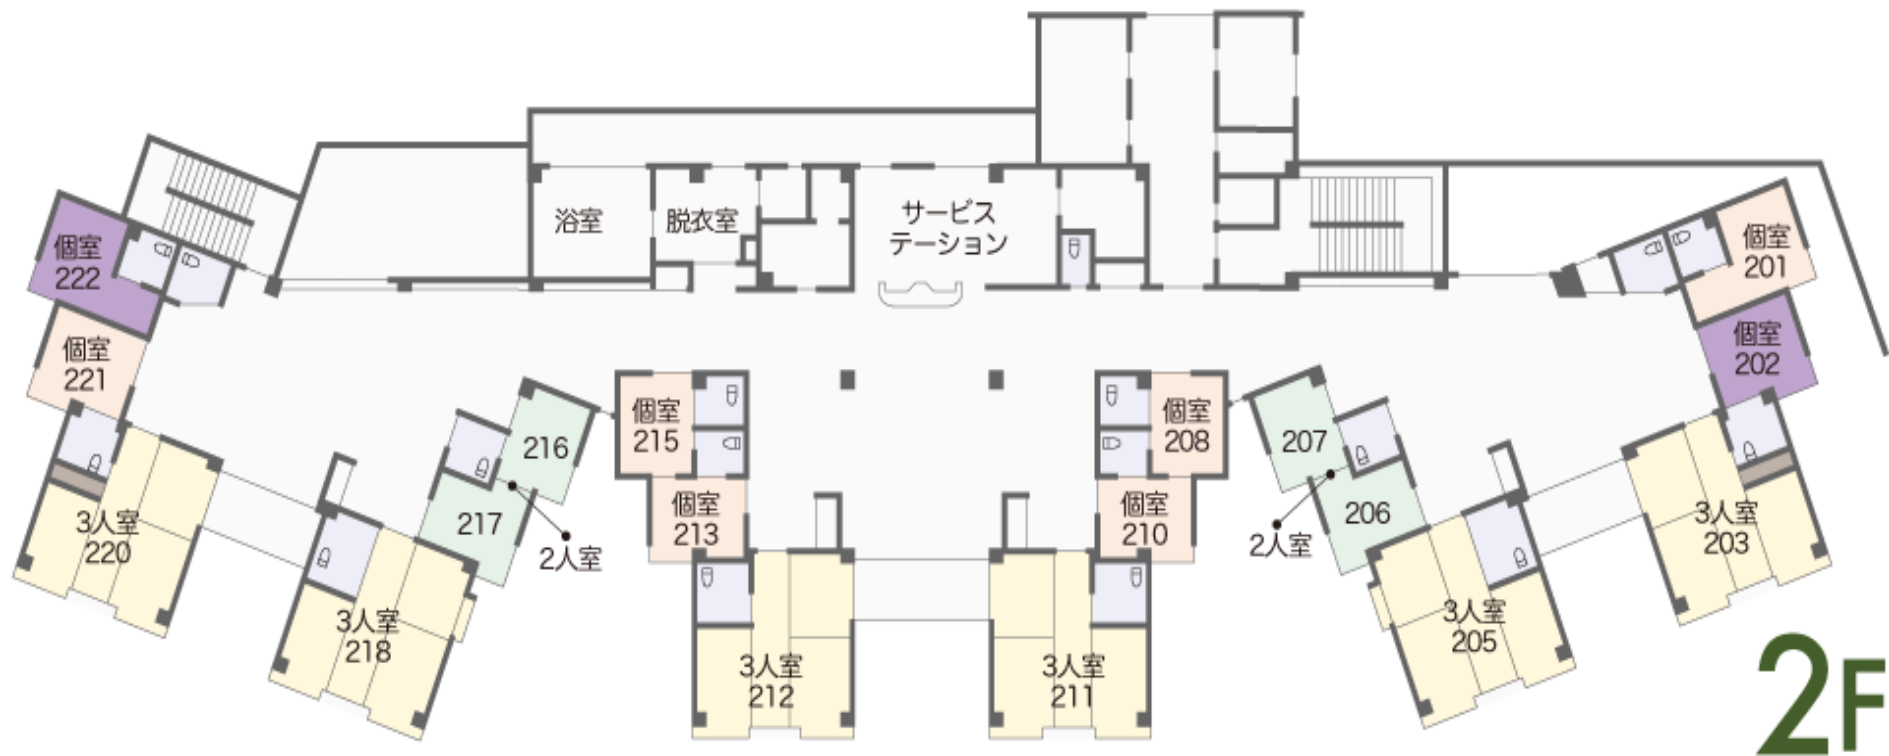 浴室
脱衣室
サービス
テーション
個室
222
個室
221
個室
201
個室
202
216
217
2人室
個室
215
個室
213
個室
208
個室
210
207
206
2人室
3人室
220
3人室
218
3人室
212
3人室
211
3人室
205
3人室
203
2F